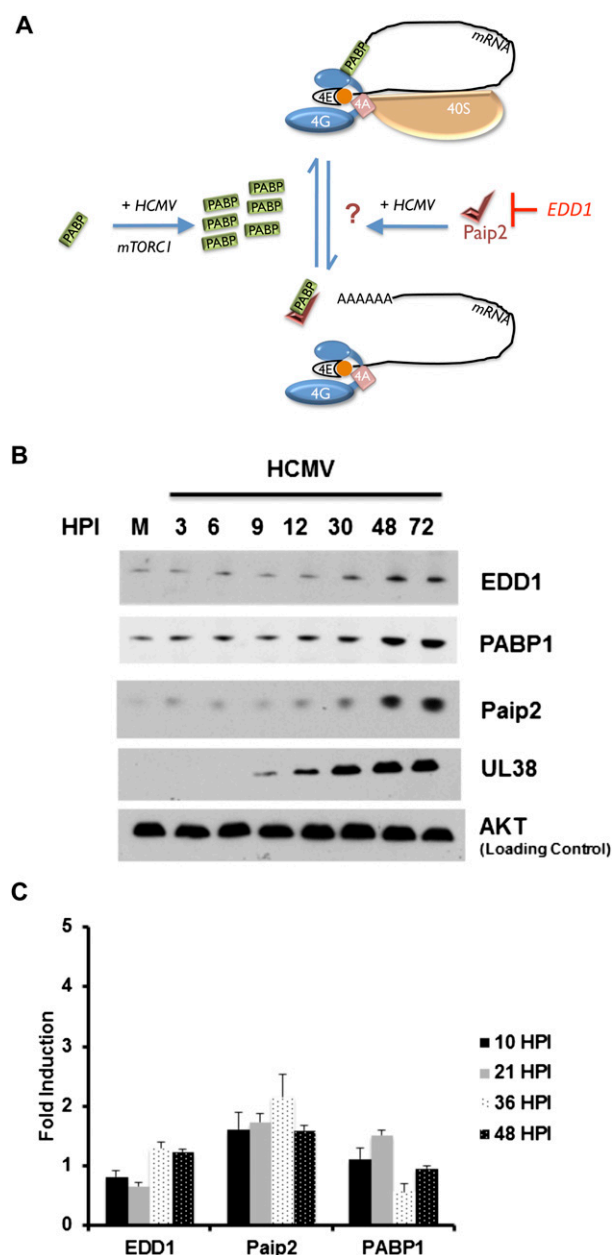 A
PABP
mRNA
4E
4A
40S
4G
+ HCMV
mTORC1
PABP
PABP
PABP
PABP
PABP
PABP
PABP
?
+ HCMV
Paip2
EDD1
PABP
AAAAAA
mRNA
4E
4A
4G
B
HCMV
HPI M 3 6 9 12 30 48 72
EDD1
PABP1
Paip2
UL38
AKT
(Loading Control)
C
Fold Induction
5
4
3
2
1
0
EDD1 Paip2 PABP1
10 HPI
21 HPI
36 HPI
48 HPI